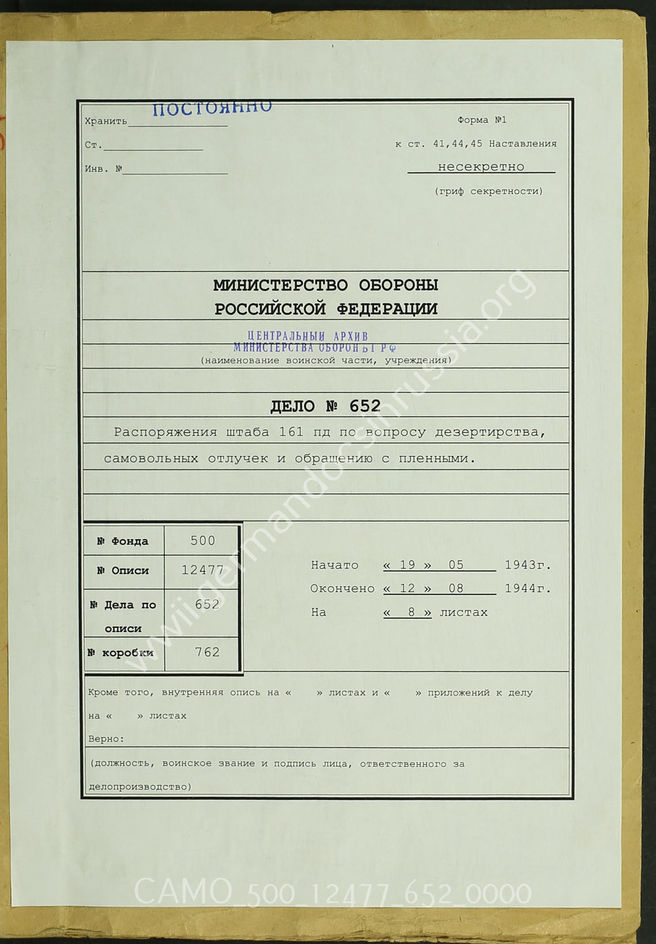 ПОСТОЯННО
Хранить
Форма №1
Ст.
к ст. 41,44,45 Наставления
Инв. №
несекретно
(гриф секретности)
МИНИСТЕРСТВО ОБОРОНЫ
РОССИЙСКОЙ ФЕДЕРАЦИИ
ЦЕНТРАЛЬНЫЙ АРХИВ
МИНИСТЕРСТВА ОБОРОНЫ РФ
(наименование воинской части, учреждения)
ДЕЛО № 652
Распоряжения штаба 161 пд по вопросу дезертирства,
самовольных отлучек и обращению с пленными.
№ Фонда 500
№ Описи 12477
№ Дела по описи 652
№ коробки 762
Начато « 19 » 05 1943г.
Окончено « 12 » 08 1944г.
На « 8 » листах
Кроме того, внутренняя опись на « » листах и « » приложений к делу
на « » листах
Верно:
(должность, воинское звание и подпись лица, ответственного за
делопроизводство)
www.germandocsinrussia.org
CAMO_500_12477_652_0000